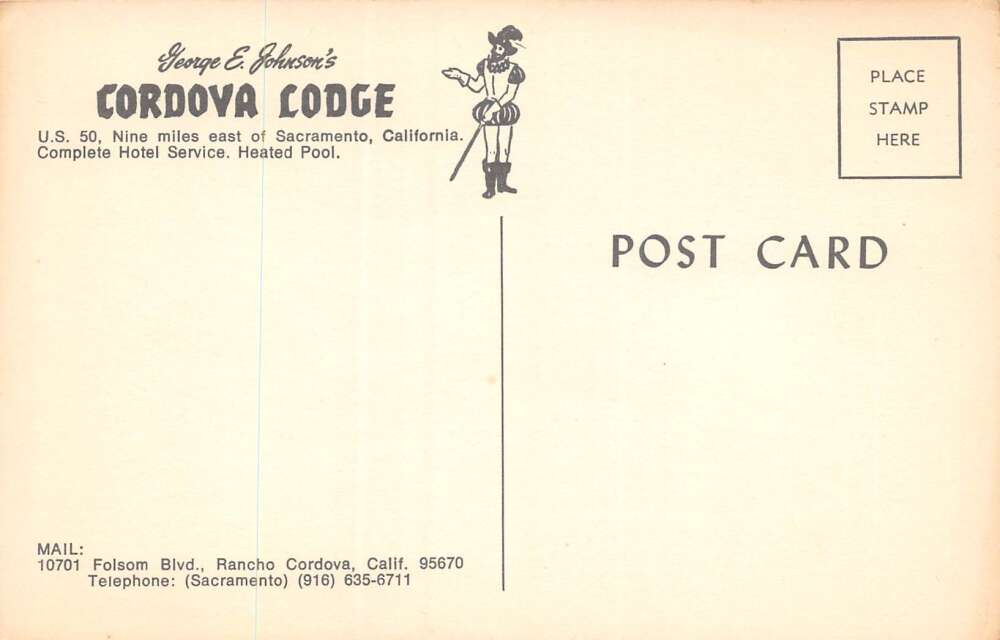 George E. Johnson's
CORDOVA LODGE
U.S. 50, Nine miles east of Sacramento, California.
Complete Hotel Service. Heated Pool.
PLACE
STAMP
HERE
POST CARD
MAIL:
10701 Folsom Blvd., Rancho Cordova, Calif. 95670
Telephone: (Sacramento) (916) 635-6711